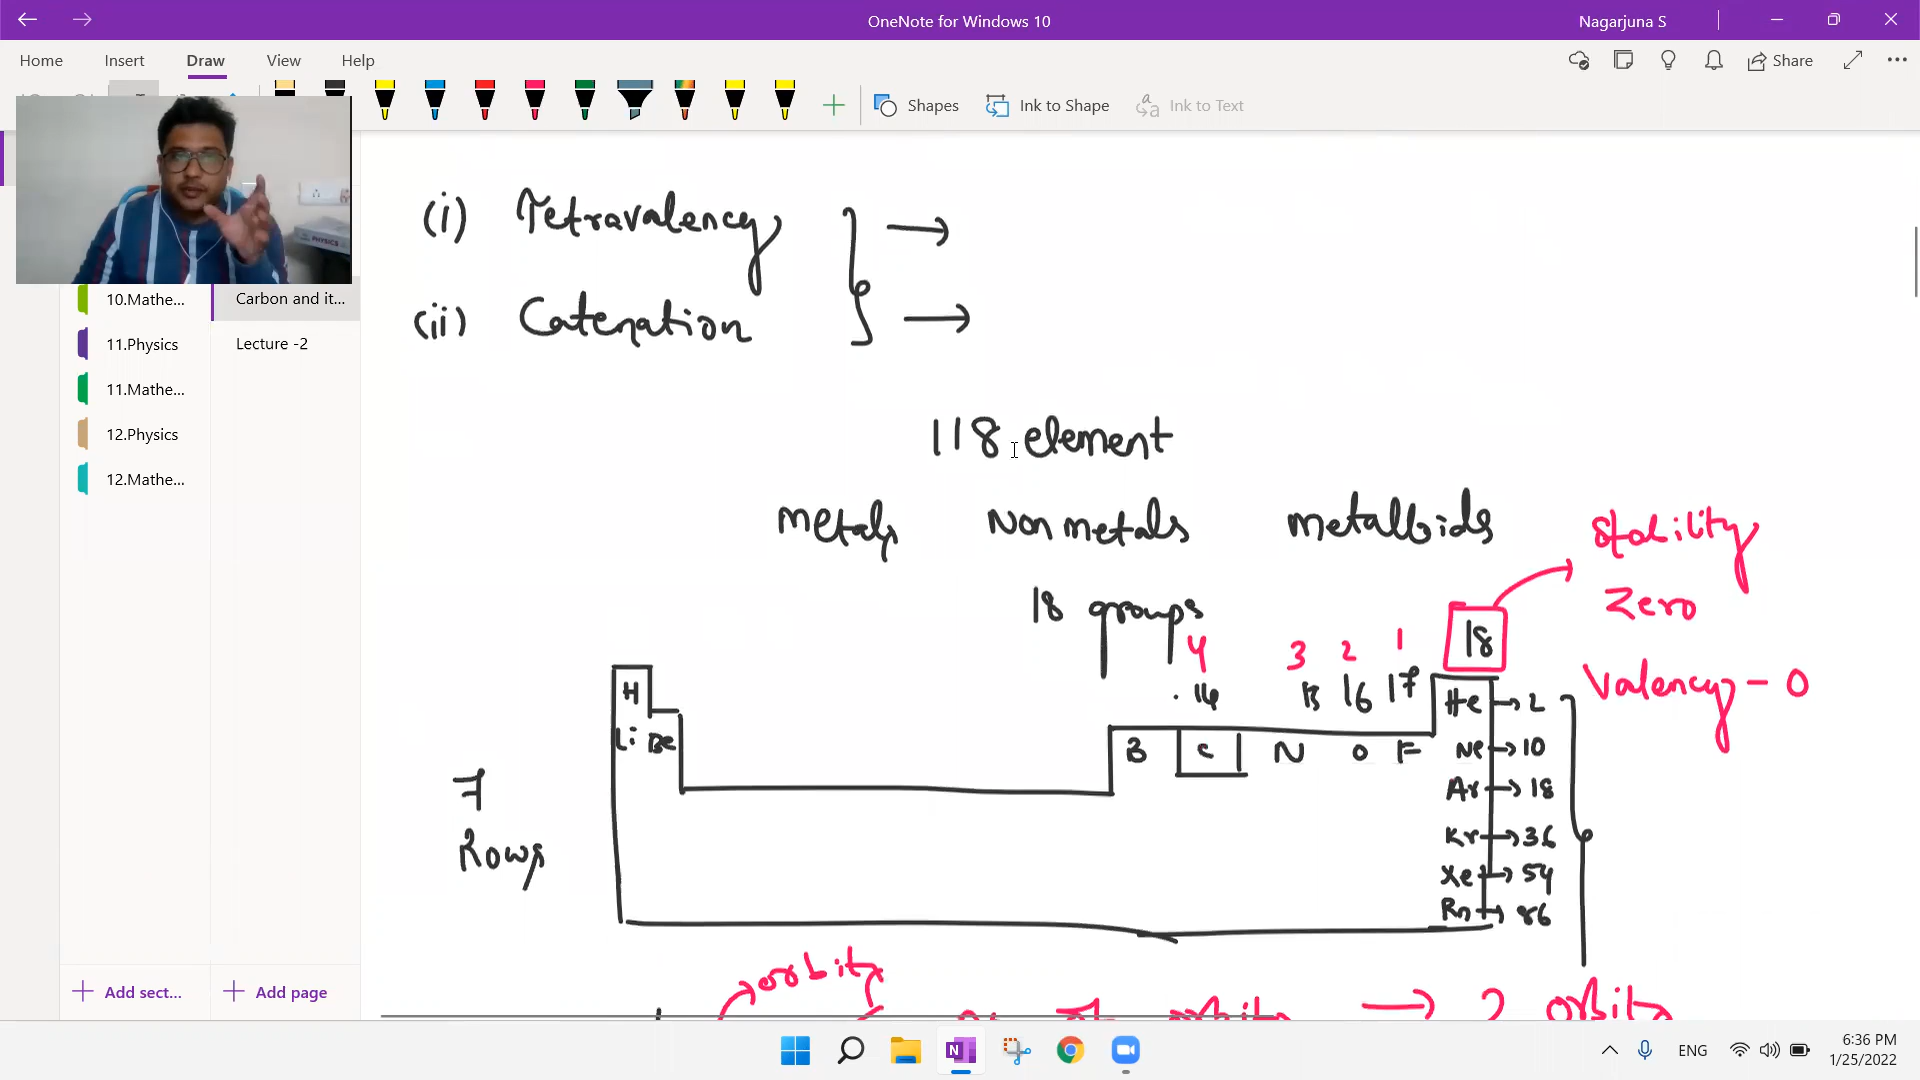 OneNote for Windows 10
Nagarjuna S
Home Insert Draw View Help
Share
Shapes Ink to Shape Ink to Text
PHYSICS
10.Mathe...
11.Physics
11.Mathe...
12.Physics
12.Mathe...
Carbon and it...
Lecture -2
(i) Tetravalency →
(ii) Catenation →
118 element
metals Non metals metalloids
18 groups
4 3 2 1
14 15 16 17 18
stability
Zero
Valency - 0
H
Li Be
B C N O F
He → 2
Ne → 10
Ar → 18
Kr → 36
Xe → 54
Rn → 86
7
Rows
orbits
orbits → 2 orbits
Add sect...
Add page
ENG
6:36 PM
1/25/2022